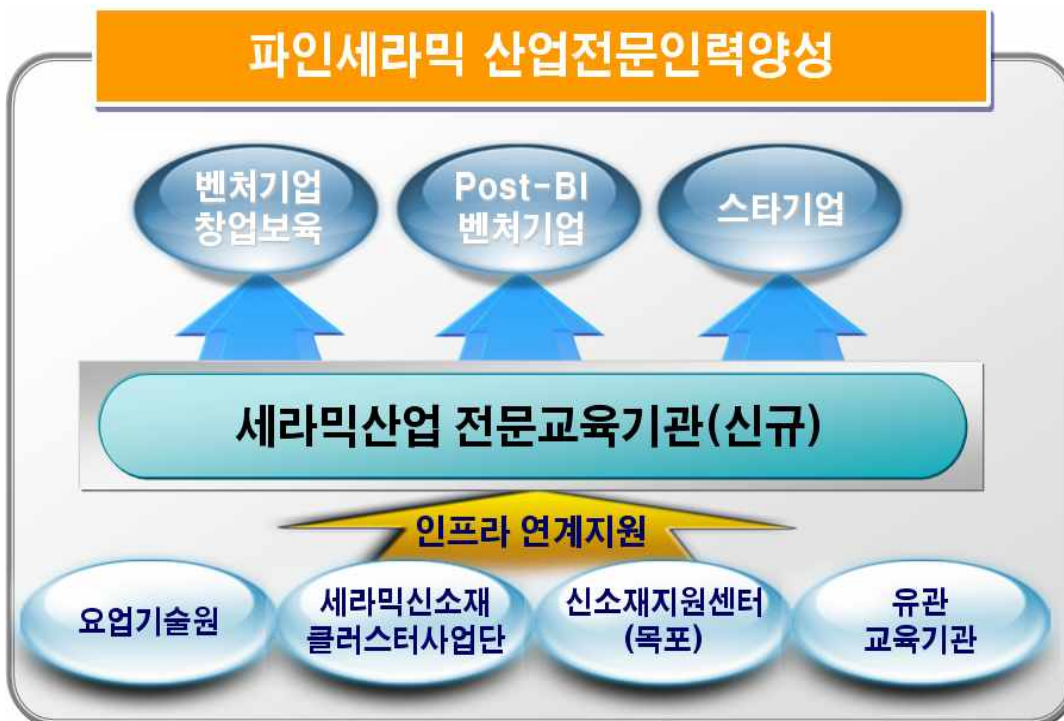 파인세라믹 산업전문인력양성
벤처기업
창업보육
Post-BI
벤처기업
스타기업
세라믹산업 전문교육기관(신규)
인프라 연계지원
요업기술원
세라믹신소재
클러스터사업단
신소재지원센터
(목포)
유관
교육기관